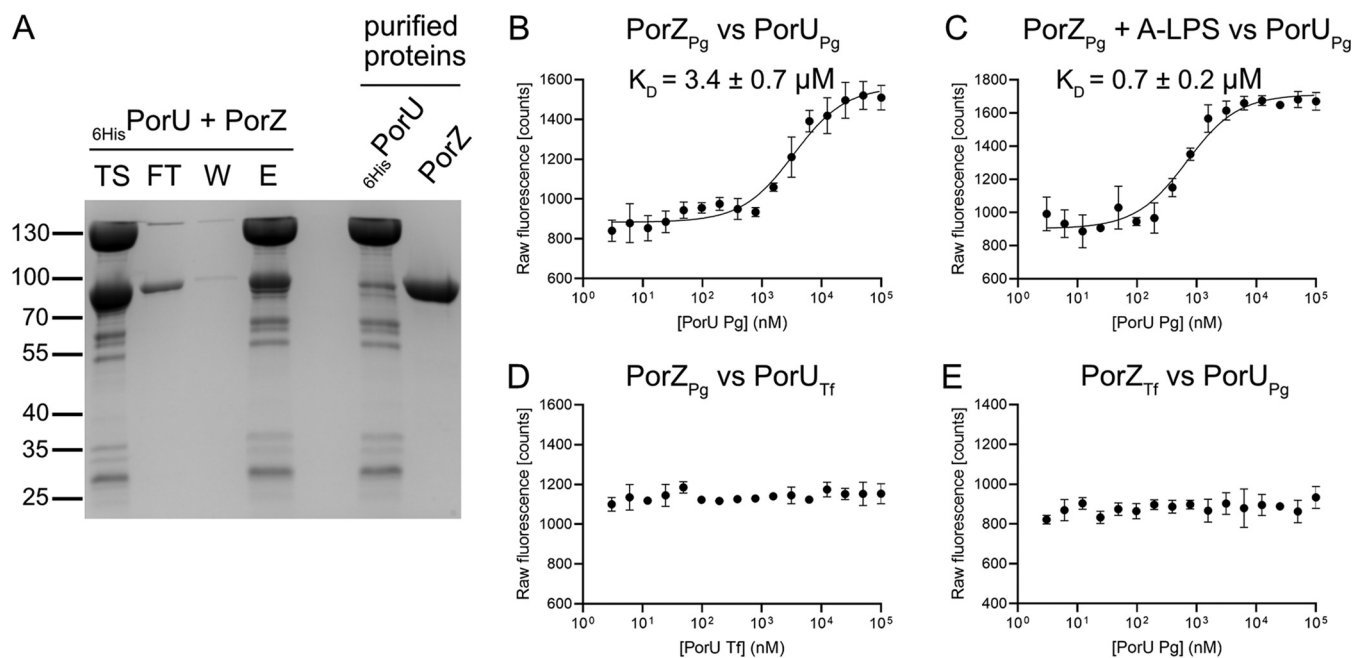 A
purified
proteins
6HisPorU + PorZ
TS FT W E
6HisPorU
PorZ
130
100
70
55
40
35
25
B
PorZPg vs PorUPg
KD = 3.4 ± 0.7 µM
Raw fluorescence [counts]
1600
1400
1200
1000
800
600
10⁰ 10¹ 10² 10³ 10⁴ 10⁵
[PorU Pg] (nM)
C
PorZPg + A-LPS vs PorUPg
KD = 0.7 ± 0.2 µM
Raw fluorescence [counts]
1800
1600
1400
1200
1000
800
600
10⁰ 10¹ 10² 10³ 10⁴ 10⁵
[PorU Pg] (nM)
D
PorZPg vs PorUTf
Raw fluorescence [counts]
1600
1400
1200
1000
800
600
10⁰ 10¹ 10² 10³ 10⁴ 10⁵
[PorU Tf] (nM)
E
PorZTf vs PorUPg
Raw fluorescence [counts]
1400
1200
1000
800
600
400
10⁰ 10¹ 10² 10³ 10⁴ 10⁵
[PorU Pg] (nM)